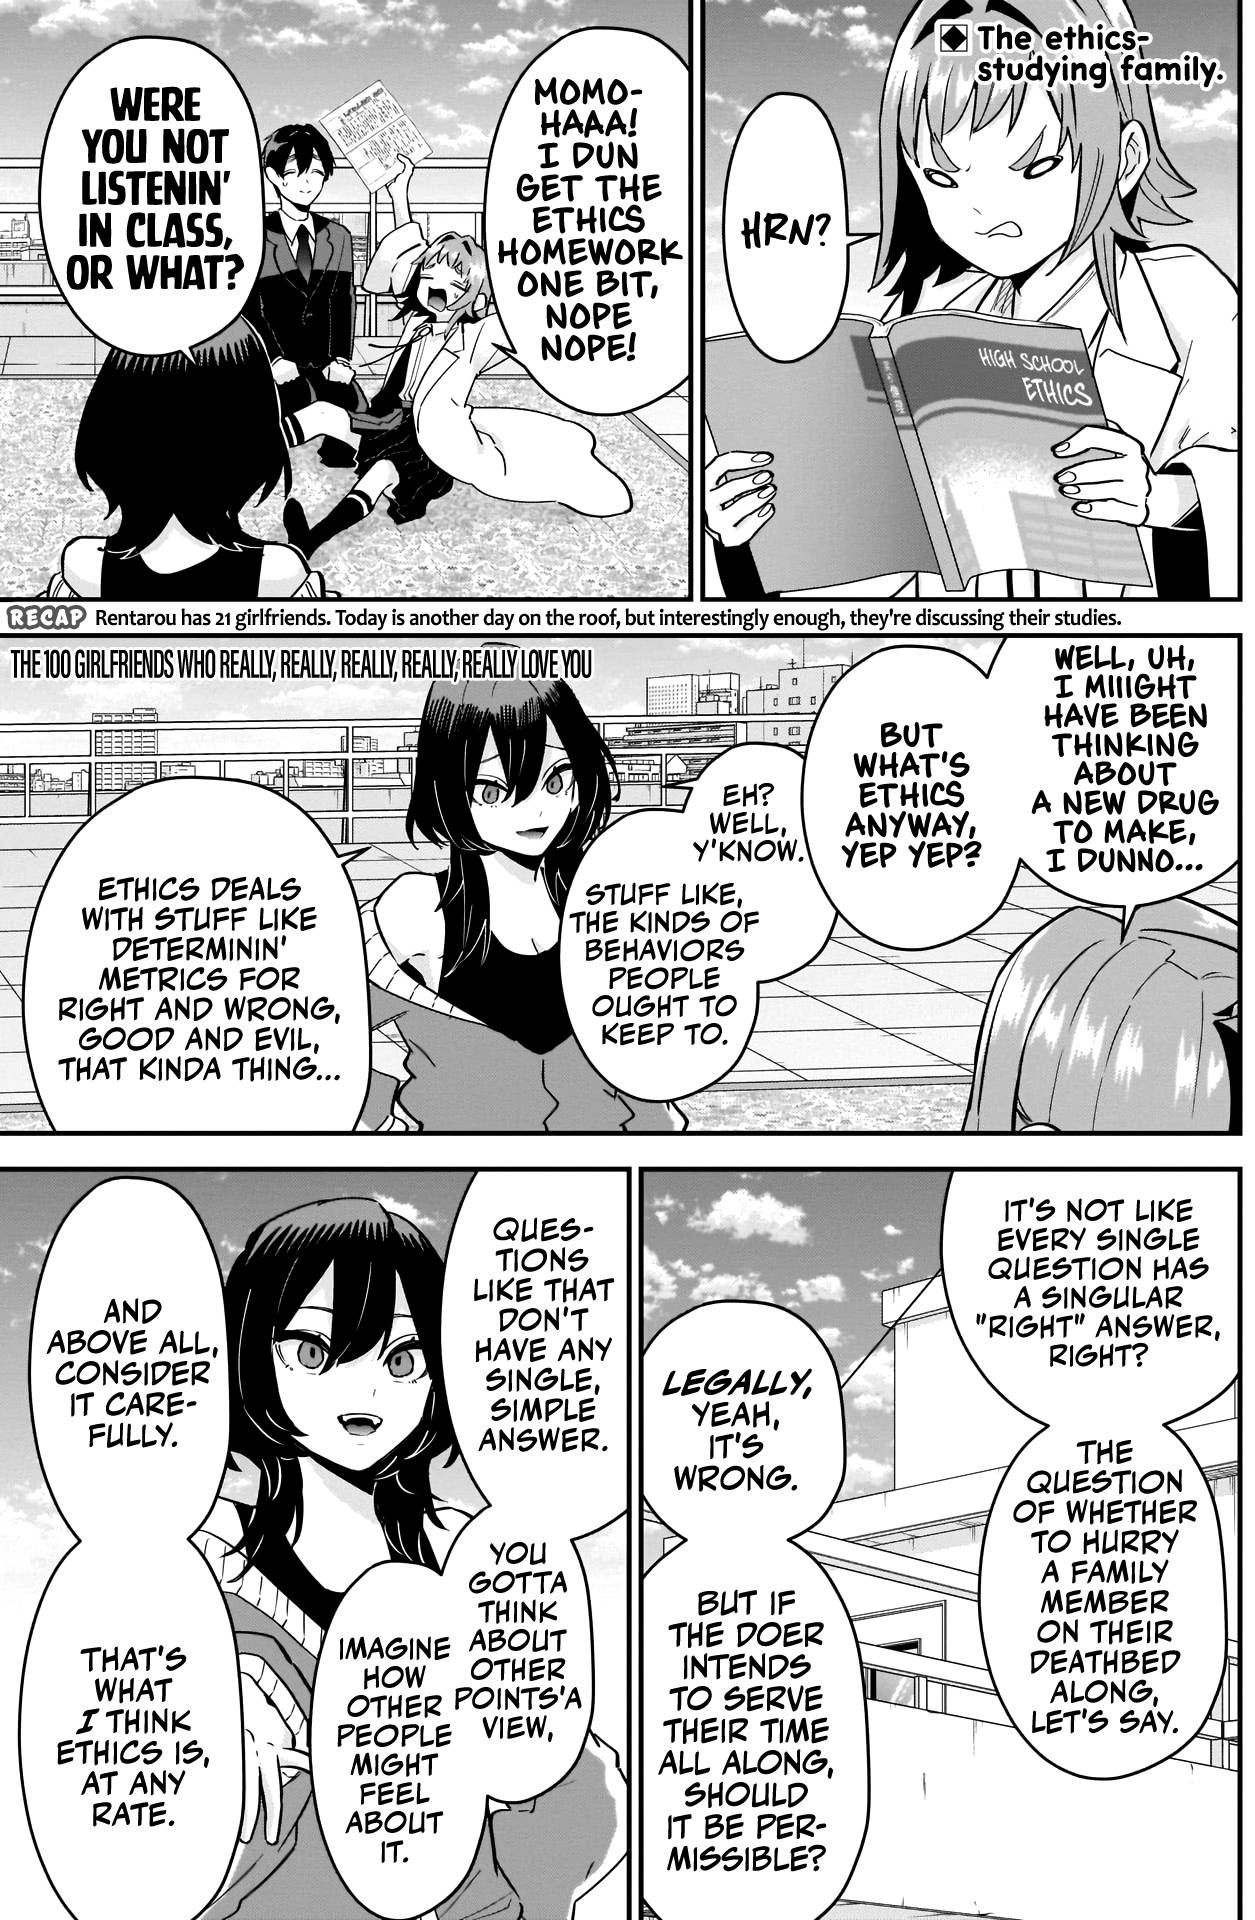 The ethics-
studying family.
HRN?
HIGH SCHOOL
ETHICS
MOMO-
HAAA!
I DUN
GET THE
ETHICS
HOMEWORK
ONE BIT,
NOPE
NOPE!
WERE
YOU NOT
LISTENIN'
IN CLASS,
OR WHAT?
RECAP Rentarou has 21 girlfriends. Today is another day on the roof, but interestingly enough, they're discussing their studies.
THE 100 GIRLFRIENDS WHO REALLY, REALLY, REALLY, REALLY, REALLY LOVE YOU
WELL, UH,
I MIIIGHT
HAVE BEEN
THINKING
ABOUT
A NEW DRUG
TO MAKE,
I DUNNO...
BUT
WHAT'S
ETHICS
ANYWAY,
YEP YEP?
EH?
WELL,
Y'KNOW.
STUFF LIKE,
THE KINDS OF
BEHAVIORS
PEOPLE
OUGHT TO
KEEP TO.
ETHICS DEALS
WITH STUFF LIKE
DETERMININ'
METRICS FOR
RIGHT AND WRONG,
GOOD AND EVIL,
THAT KINDA THING...
IT'S NOT LIKE
EVERY SINGLE
QUESTION HAS
A SINGULAR
"RIGHT" ANSWER,
RIGHT?
THE
QUESTION
OF WHETHER
TO HURRY
A FAMILY
MEMBER
ON THEIR
DEATHBED
ALONG,
LET'S SAY.
LEGALLY,
YEAH,
IT'S
WRONG.
BUT IF
THE DOER
INTENDS
TO SERVE
THEIR TIME
ALL ALONG,
SHOULD
IT BE PER-
MISSIBLE?
QUES-
TIONS
LIKE THAT
DON'T
HAVE ANY
SINGLE,
SIMPLE
ANSWER.
YOU
GOTTA
THINK
ABOUT
OTHER
POINTS'A
VIEW,
IMAGINE
HOW
OTHER
PEOPLE
MIGHT
FEEL
ABOUT
IT.
AND
ABOVE ALL,
CONSIDER
IT CARE-
FULLY.
THAT'S
WHAT
I THINK
ETHICS IS,
AT ANY
RATE.